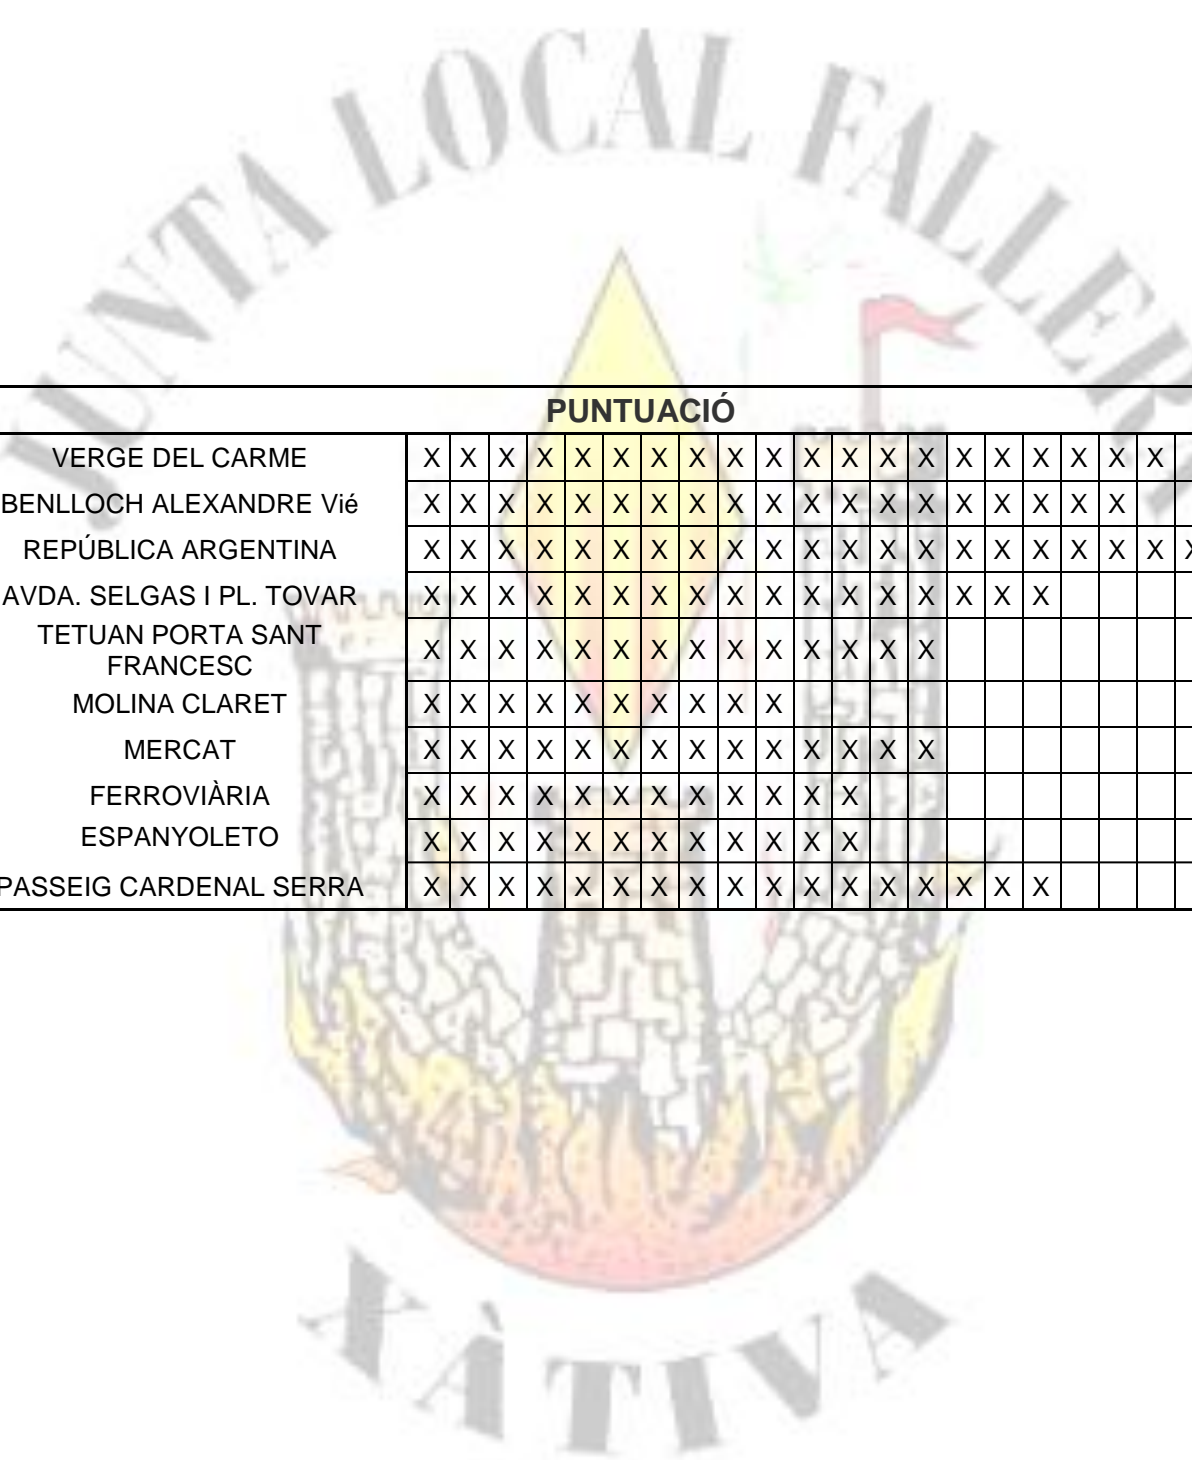 JUNTA LOCAL FALLERA
PUNTUACIÓ
VERGE DEL CARME X X X X X X X X X X X X X X X X X X X X
BENLLOCH ALEXANDRE Vié X X X X X X X X X X X X X X X X X X X
REPÚBLICA ARGENTINA X X X X X X X X X X X X X X X X X X X X X
AVDA. SELGAS I PL. TOVAR X X X X X X X X X X X X X X X X X
TETUAN PORTA SANT
FRANCESC X X X X X X X X X X X X X X
MOLINA CLARET X X X X X X X X X X
MERCAT X X X X X X X X X X X X X X
FERROVIÀRIA X X X X X X X X X X X X
ESPANYOLETO X X X X X X X X X X X X
PASSEIG CARDENAL SERRA X X X X X X X X X X X X X X X X X
XÀTIVA